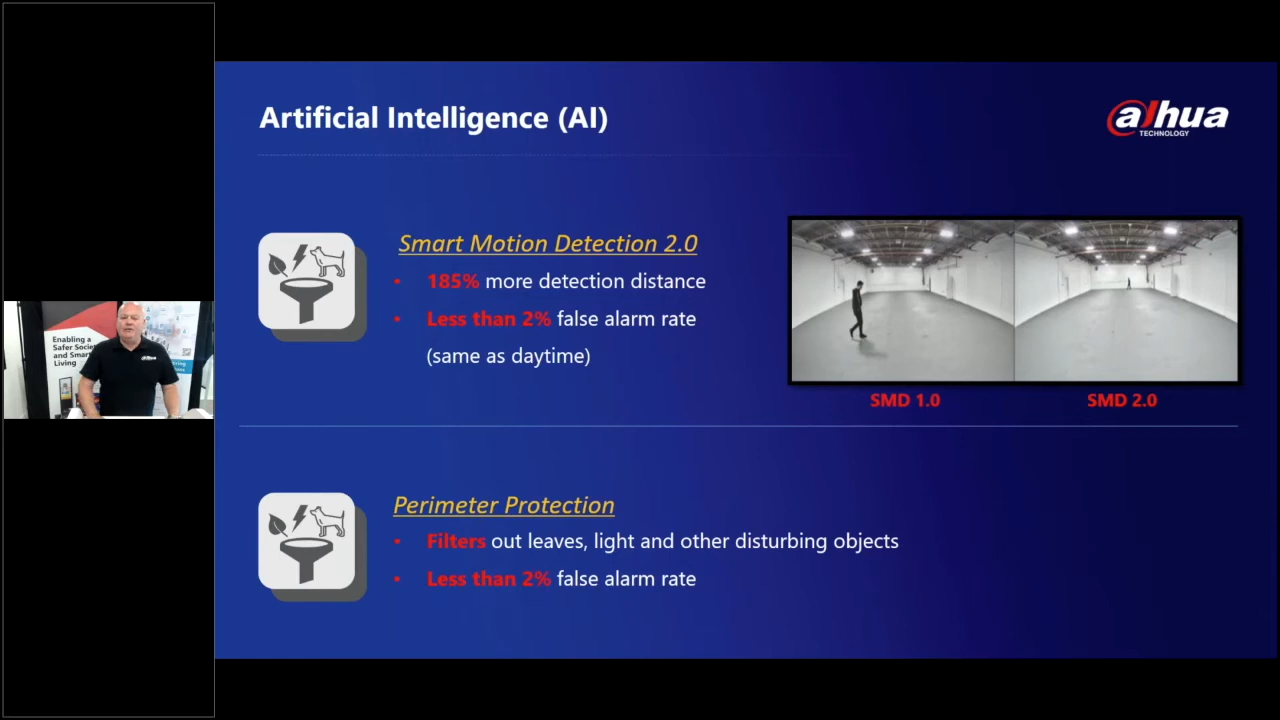 Artificial Intelligence (AI)
alhua
TECHNOLOGY
Smart Motion Detection 2.0
• 185% more detection distance
• Less than 2% false alarm rate
(same as daytime)
SMD 1.0
SMD 2.0
Perimeter Protection
• Filters out leaves, light and other disturbing objects
• Less than 2% false alarm rate
Enabling a
Safer
and Smart
Living
alhua